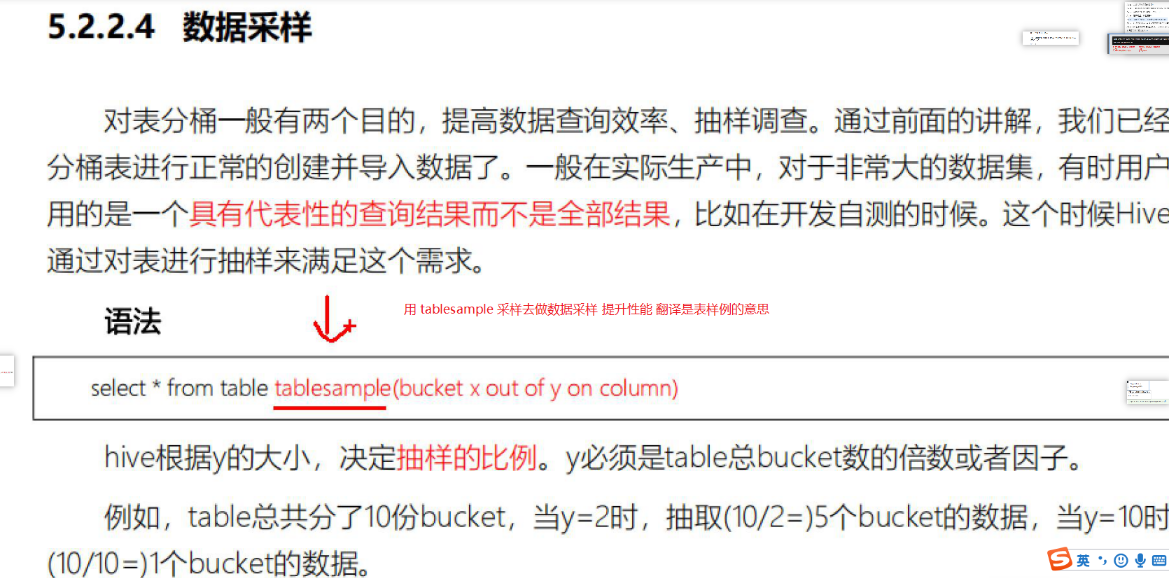 5.2.2.4 数据采样
对表分桶一般有两个目的，提高数据查询效率、抽样调查。通过前面的讲解，我们已经
分桶表进行正常的创建并导入数据了。一般在实际生产中，对于非常大的数据集，有时用户
用的是一个具有代表性的查询结果而不是全部结果，比如在开发自测的时候。这个时候Hive
通过对表进行抽样来满足这个需求。
语法
用 tablesample 采样去做数据采样 提升性能 翻译是表样例的意思
select * from table tablesample(bucket x out of y on column)
hive根据y的大小，决定抽样的比例。y必须是table总bucket数的倍数或者因子。
例如，table总共分了10份bucket，当y=2时，抽取(10/2=)5个bucket的数据，当y=10时
(10/10=)1个bucket的数据。
英